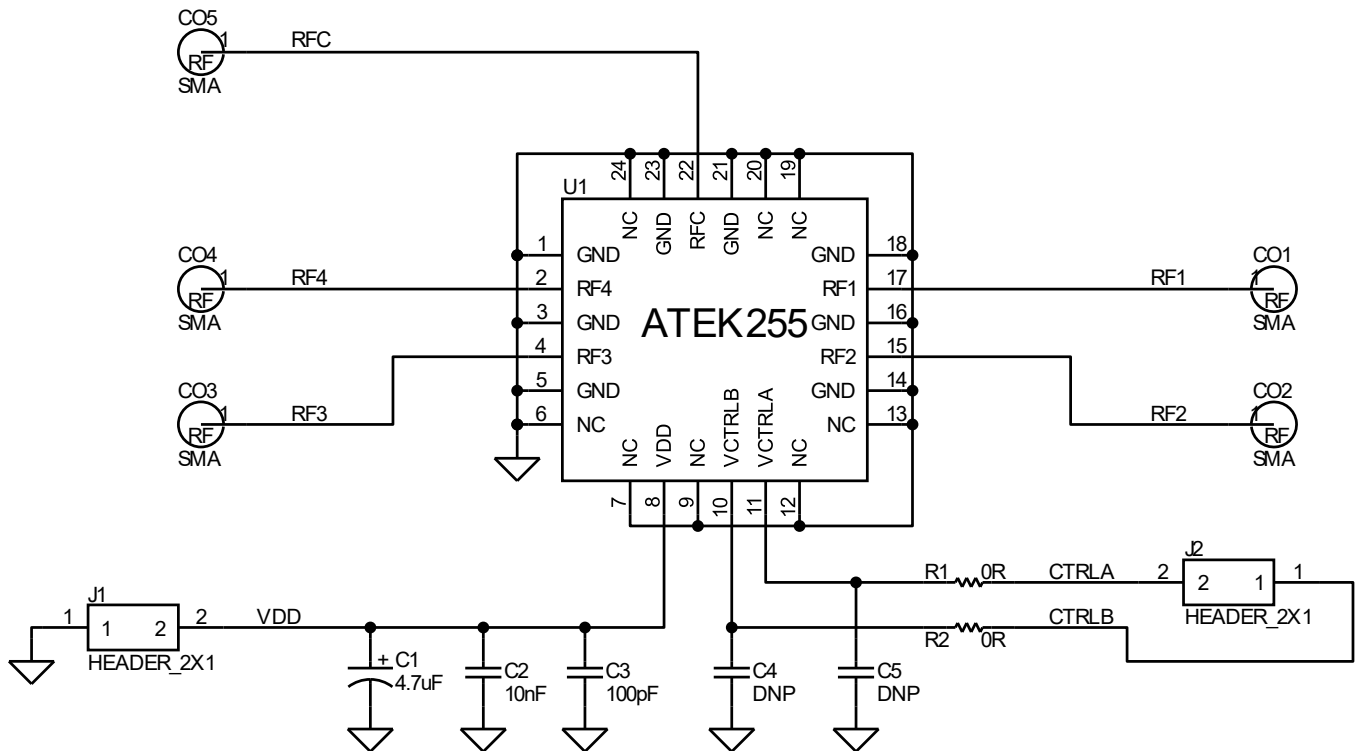 CO5
1
RFC
RF
SMA
24
23
22
21
20
19
U1
NC
GND
RFC
GND
NC
NC
CO4
1
RF4
RF
SMA
1
GND
2
RF4
3
GND
4
RF3
5
GND
6
NC
ATEK255
GND
18
RF1
17
GND
16
RF2
15
GND
14
NC
13
CO1
RF1
1
RF
SMA
CO3
1
RF3
RF
SMA
CO2
RF2
1
RF
SMA
NC
VDD
NC
VCTRLB
VCTRLA
NC
7
8
9
10
11
12
J1
1
1
2
2
VDD
HEADER_2X1
R1
0R
CTRLA
2
J2
2
1
1
HEADER_2X1
R2
0R
CTRLB
+ C1
4.7uF
C2
10nF
C3
100pF
C4
DNP
C5
DNP